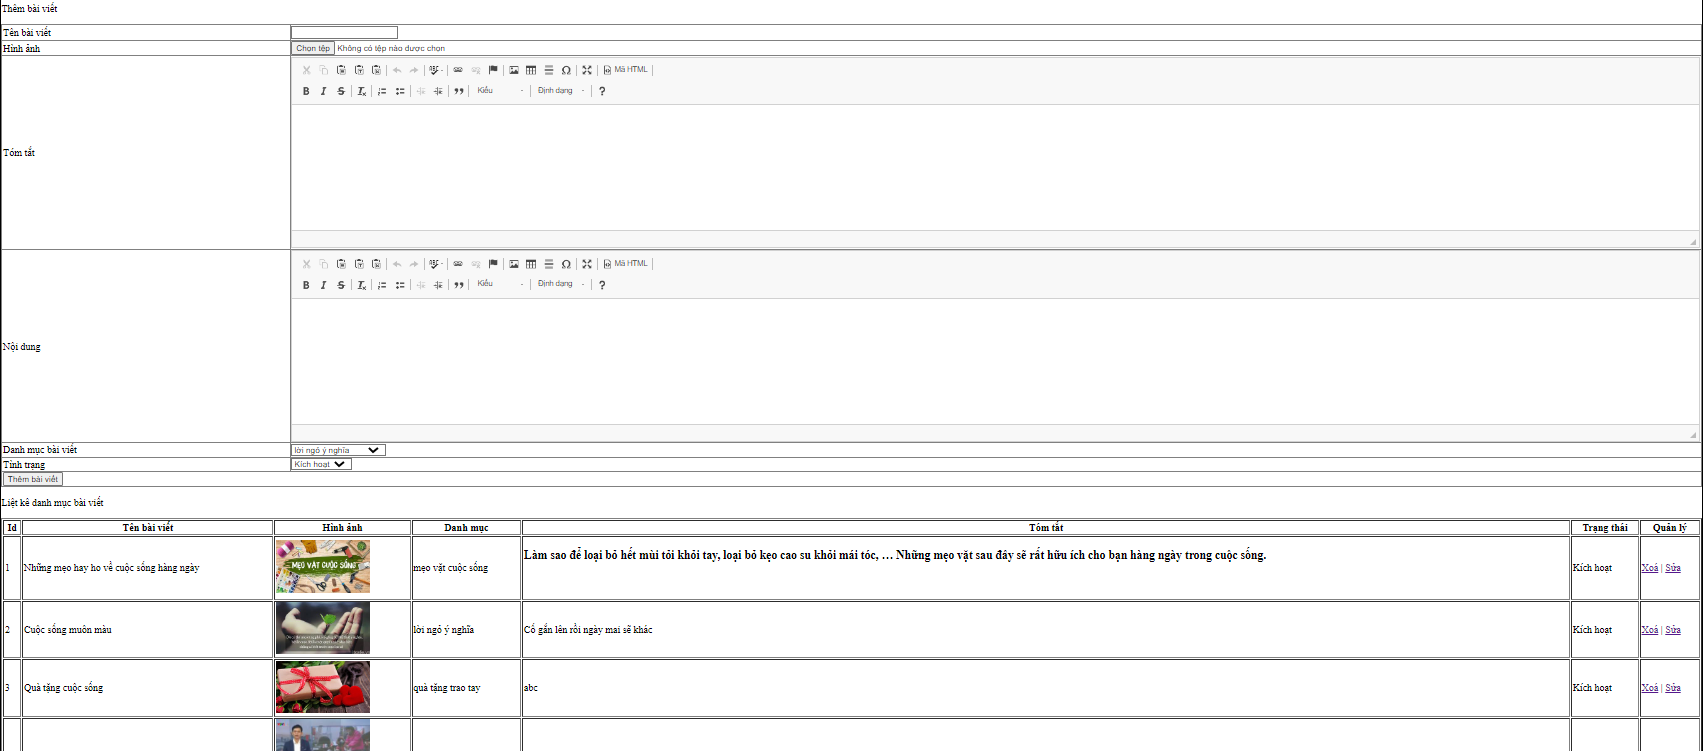 Thêm bài viết
Tên bài viết
Hình ảnh
Chọn tệp Không có tệp nào được chọn
Mã HTML
Kiểu Định dạng ?
Tóm tắt
Mã HTML
Kiểu Định dạng ?
Nội dung
Danh mục bài viết lời ngỏ ý nghĩa
Tình trạng Kích hoạt
Thêm bài viết
Liệt kê danh mục bài viết
Id Tên bài viết Hình ảnh Danh mục Tóm tắt Trạng thái Quản lý
1 Những mẹo hay ho về cuộc sống hàng ngày MẸO VẶT CUỘC SỐNG mẹo vặt cuộc sống Làm sao để loại bỏ hết mùi tỏi khỏi tay, loại bỏ kẹo cao su khỏi mái tóc, … Những mẹo vặt sau đây sẽ rất hữu ích cho bạn hàng ngày trong cuộc sống. Kích hoạt Xoá | Sửa
2 Cuộc sống muôn màu lời ngỏ ý nghĩa Cố gắn lên rồi ngày mai sẽ khác Kích hoạt Xoá | Sửa
3 Quà tặng cuộc sống quà tặng trao tay abc Kích hoạt Xoá | Sửa